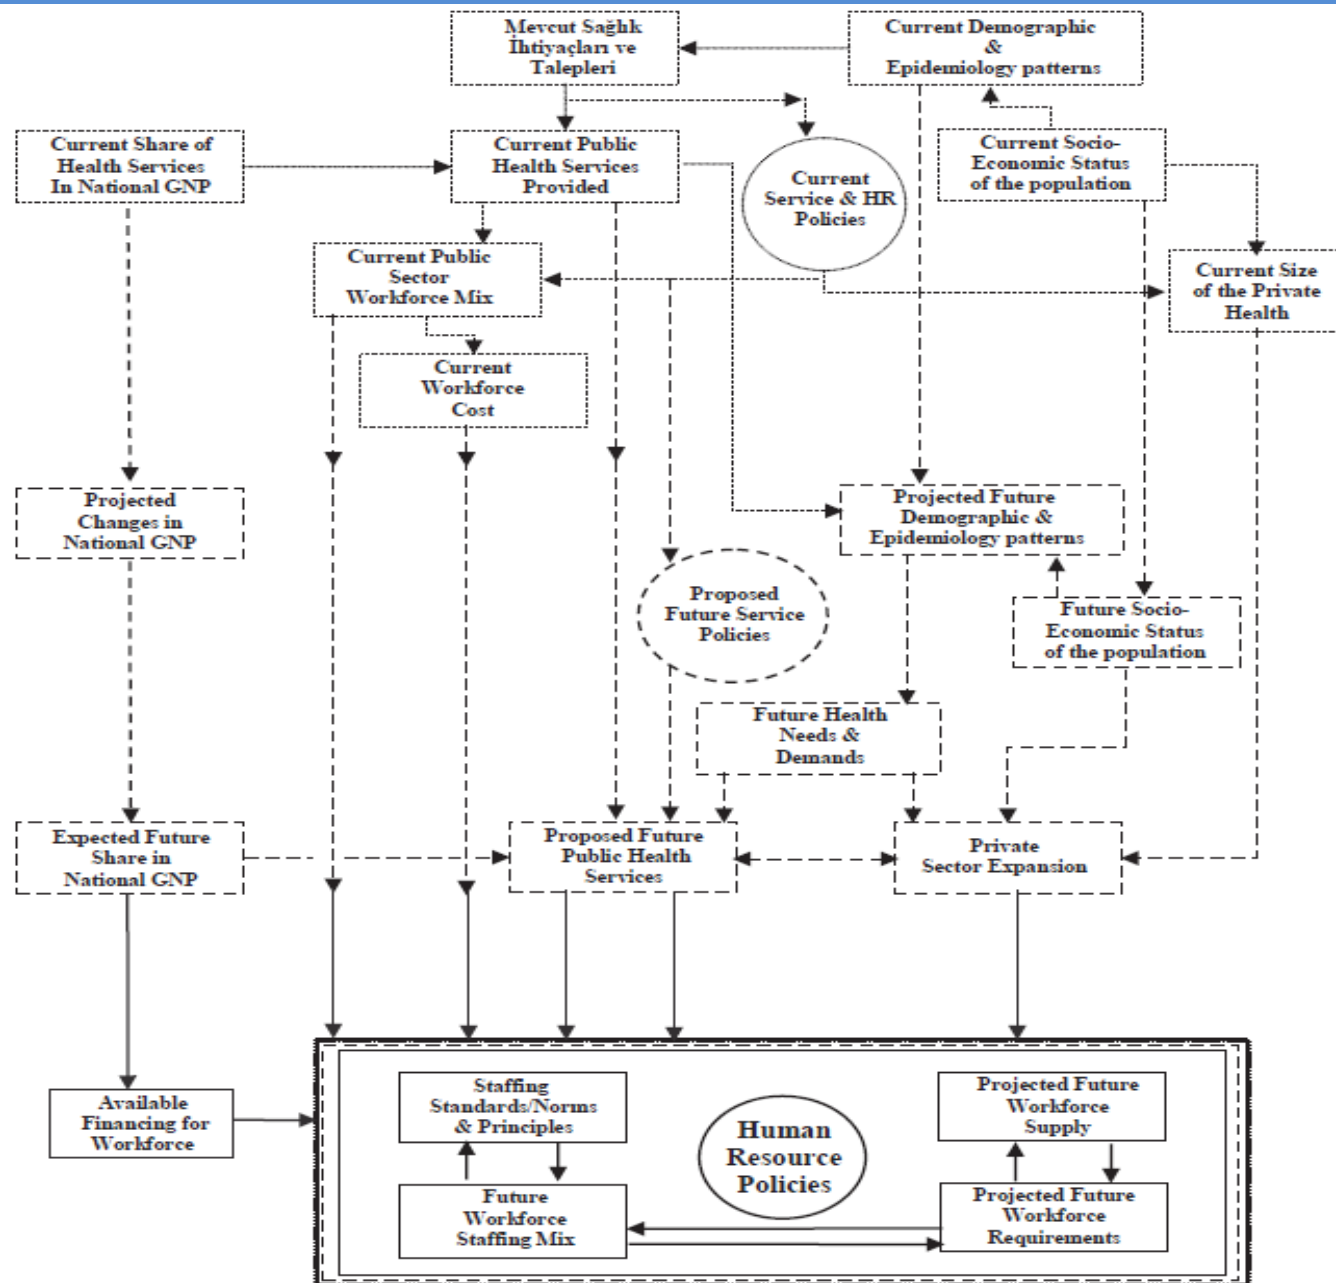 Mevcut Sağlık
İhtiyaçları ve
Talepleri
Current Demographic
&
Epidemiology patterns
Current Share of
Health Services
In National GNP
Current Public
Health Services
Provided
Current
Service & HR
Policies
Current Socio-
Economic Status
of the population
Current Public
Sector
Workforce Mix
Current Size
of the Private
Health
Current
Workforce
Cost
Projected
Changes in
National GNP
Projected Future
Demographic &
Epidemiology patterns
Proposed
Future Service
Policies
Future Socio-
Economic Status
of the population
Future Health
Needs &
Demands
Expected Future
Share in
National GNP
Proposed Future
Public Health
Services
Private
Sector Expansion
Available
Financing for
Workforce
Staffing
Standards/Norms
& Principles
Human
Resource
Policies
Projected Future
Workforce
Supply
Future
Workforce
Staffing Mix
Projected Future
Workforce
Requirements